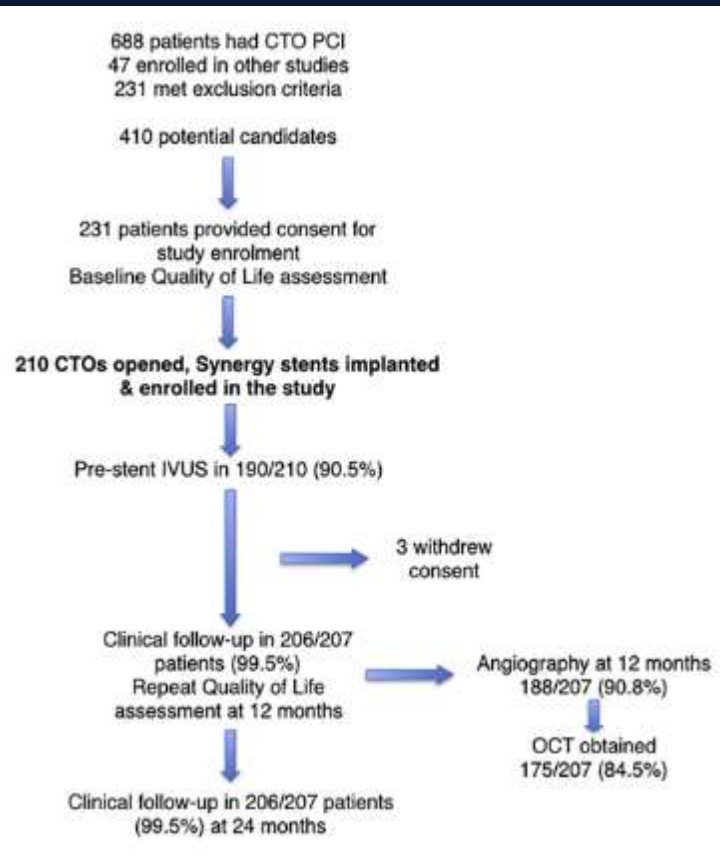 688 patients had CTO PCI
47 enrolled in other studies
231 met exclusion criteria
410 potential candidates
231 patients provided consent for
study enrolment
Baseline Quality of Life assessment
210 CTOs opened, Synergy stents implanted
& enrolled in the study
Pre-stent IVUS in 190/210 (90.5%)
3 withdrew
consent
Clinical follow-up in 206/207
patients (99.5%)
Repeat Quality of Life
assessment at 12 months
Angiography at 12 months
188/207 (90.8%)
OCT obtained
175/207 (84.5%)
Clinical follow-up in 206/207 patients
(99.5%) at 24 months